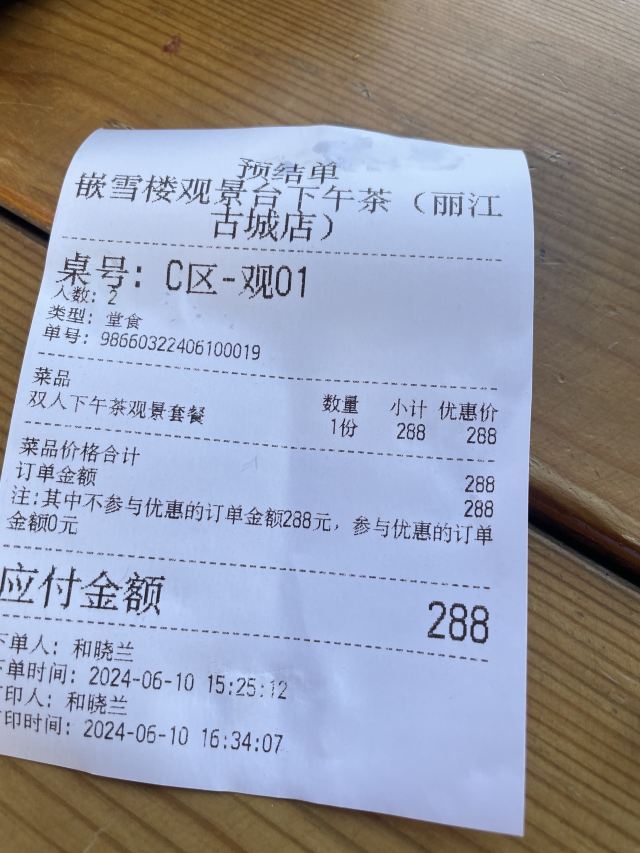 预结单
嵌雪楼观景台下午茶（丽江
古城店）
桌号：C区-观01
人数：2
类型：堂食
单号：98660322406100019
菜品 数量 小计 优惠价
双人下午茶观景套餐 1份 288 288
菜品价格合计 288
订单金额 288
注:其中不参与优惠的订单金额288元，参与优惠的订单
金额0元
应付金额 288
下单人：和晓兰
下单时间：2024-06-10 15:25:12
打印人：和晓兰
打印时间：2024-06-10 16:34:07